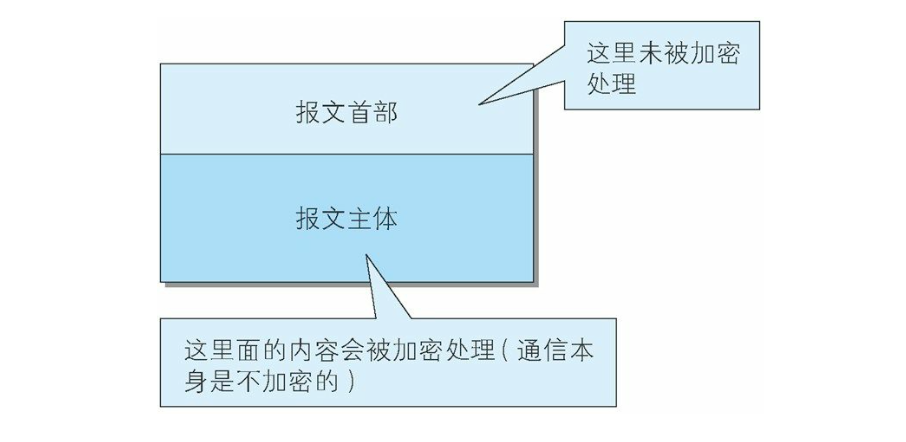 这里未被加密
处理
报文首部
报文主体
这里面的内容会被加密处理（通信本
身是不加密的）